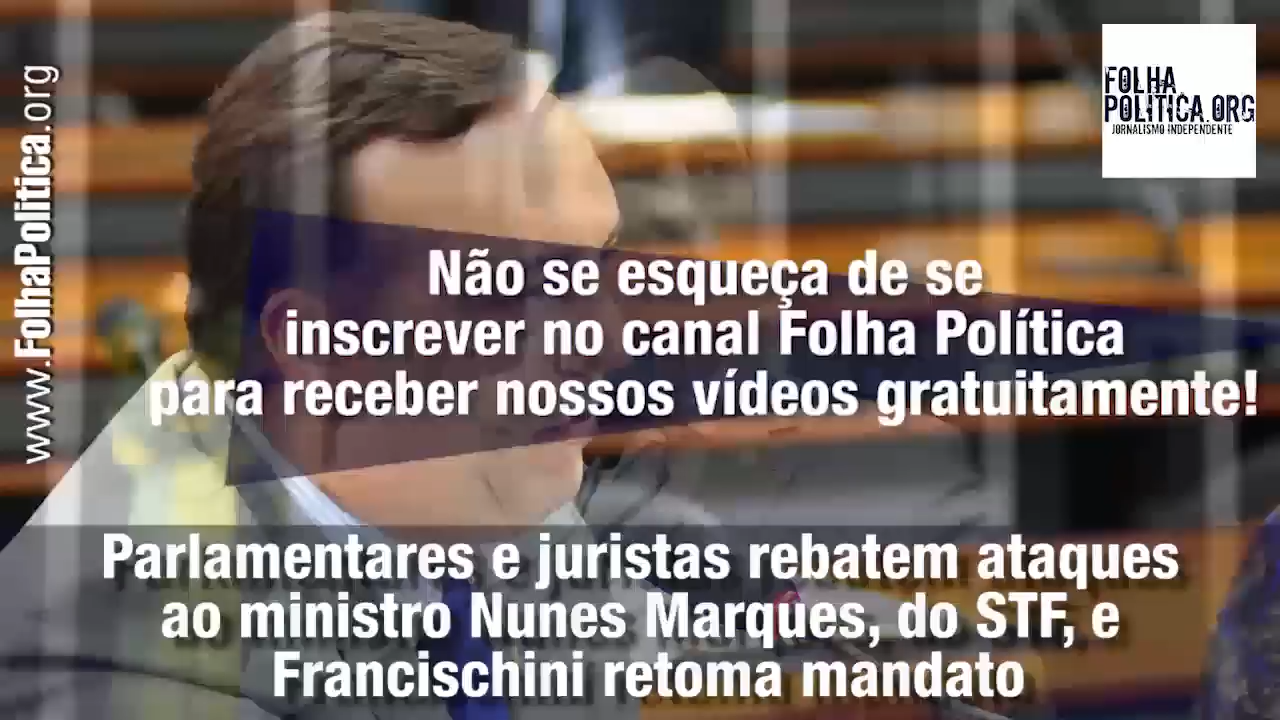 www.FolhaPolitica.org
FOLHA
POLITICA.ORG
JORNALISMO INDEPENDENTE
Não se esqueça de se
inscrever no canal Folha Política
para receber nossos vídeos gratuitamente!
Parlamentares e juristas rebatem ataques
ao ministro Nunes Marques, do STF, e
Francischini retoma mandato